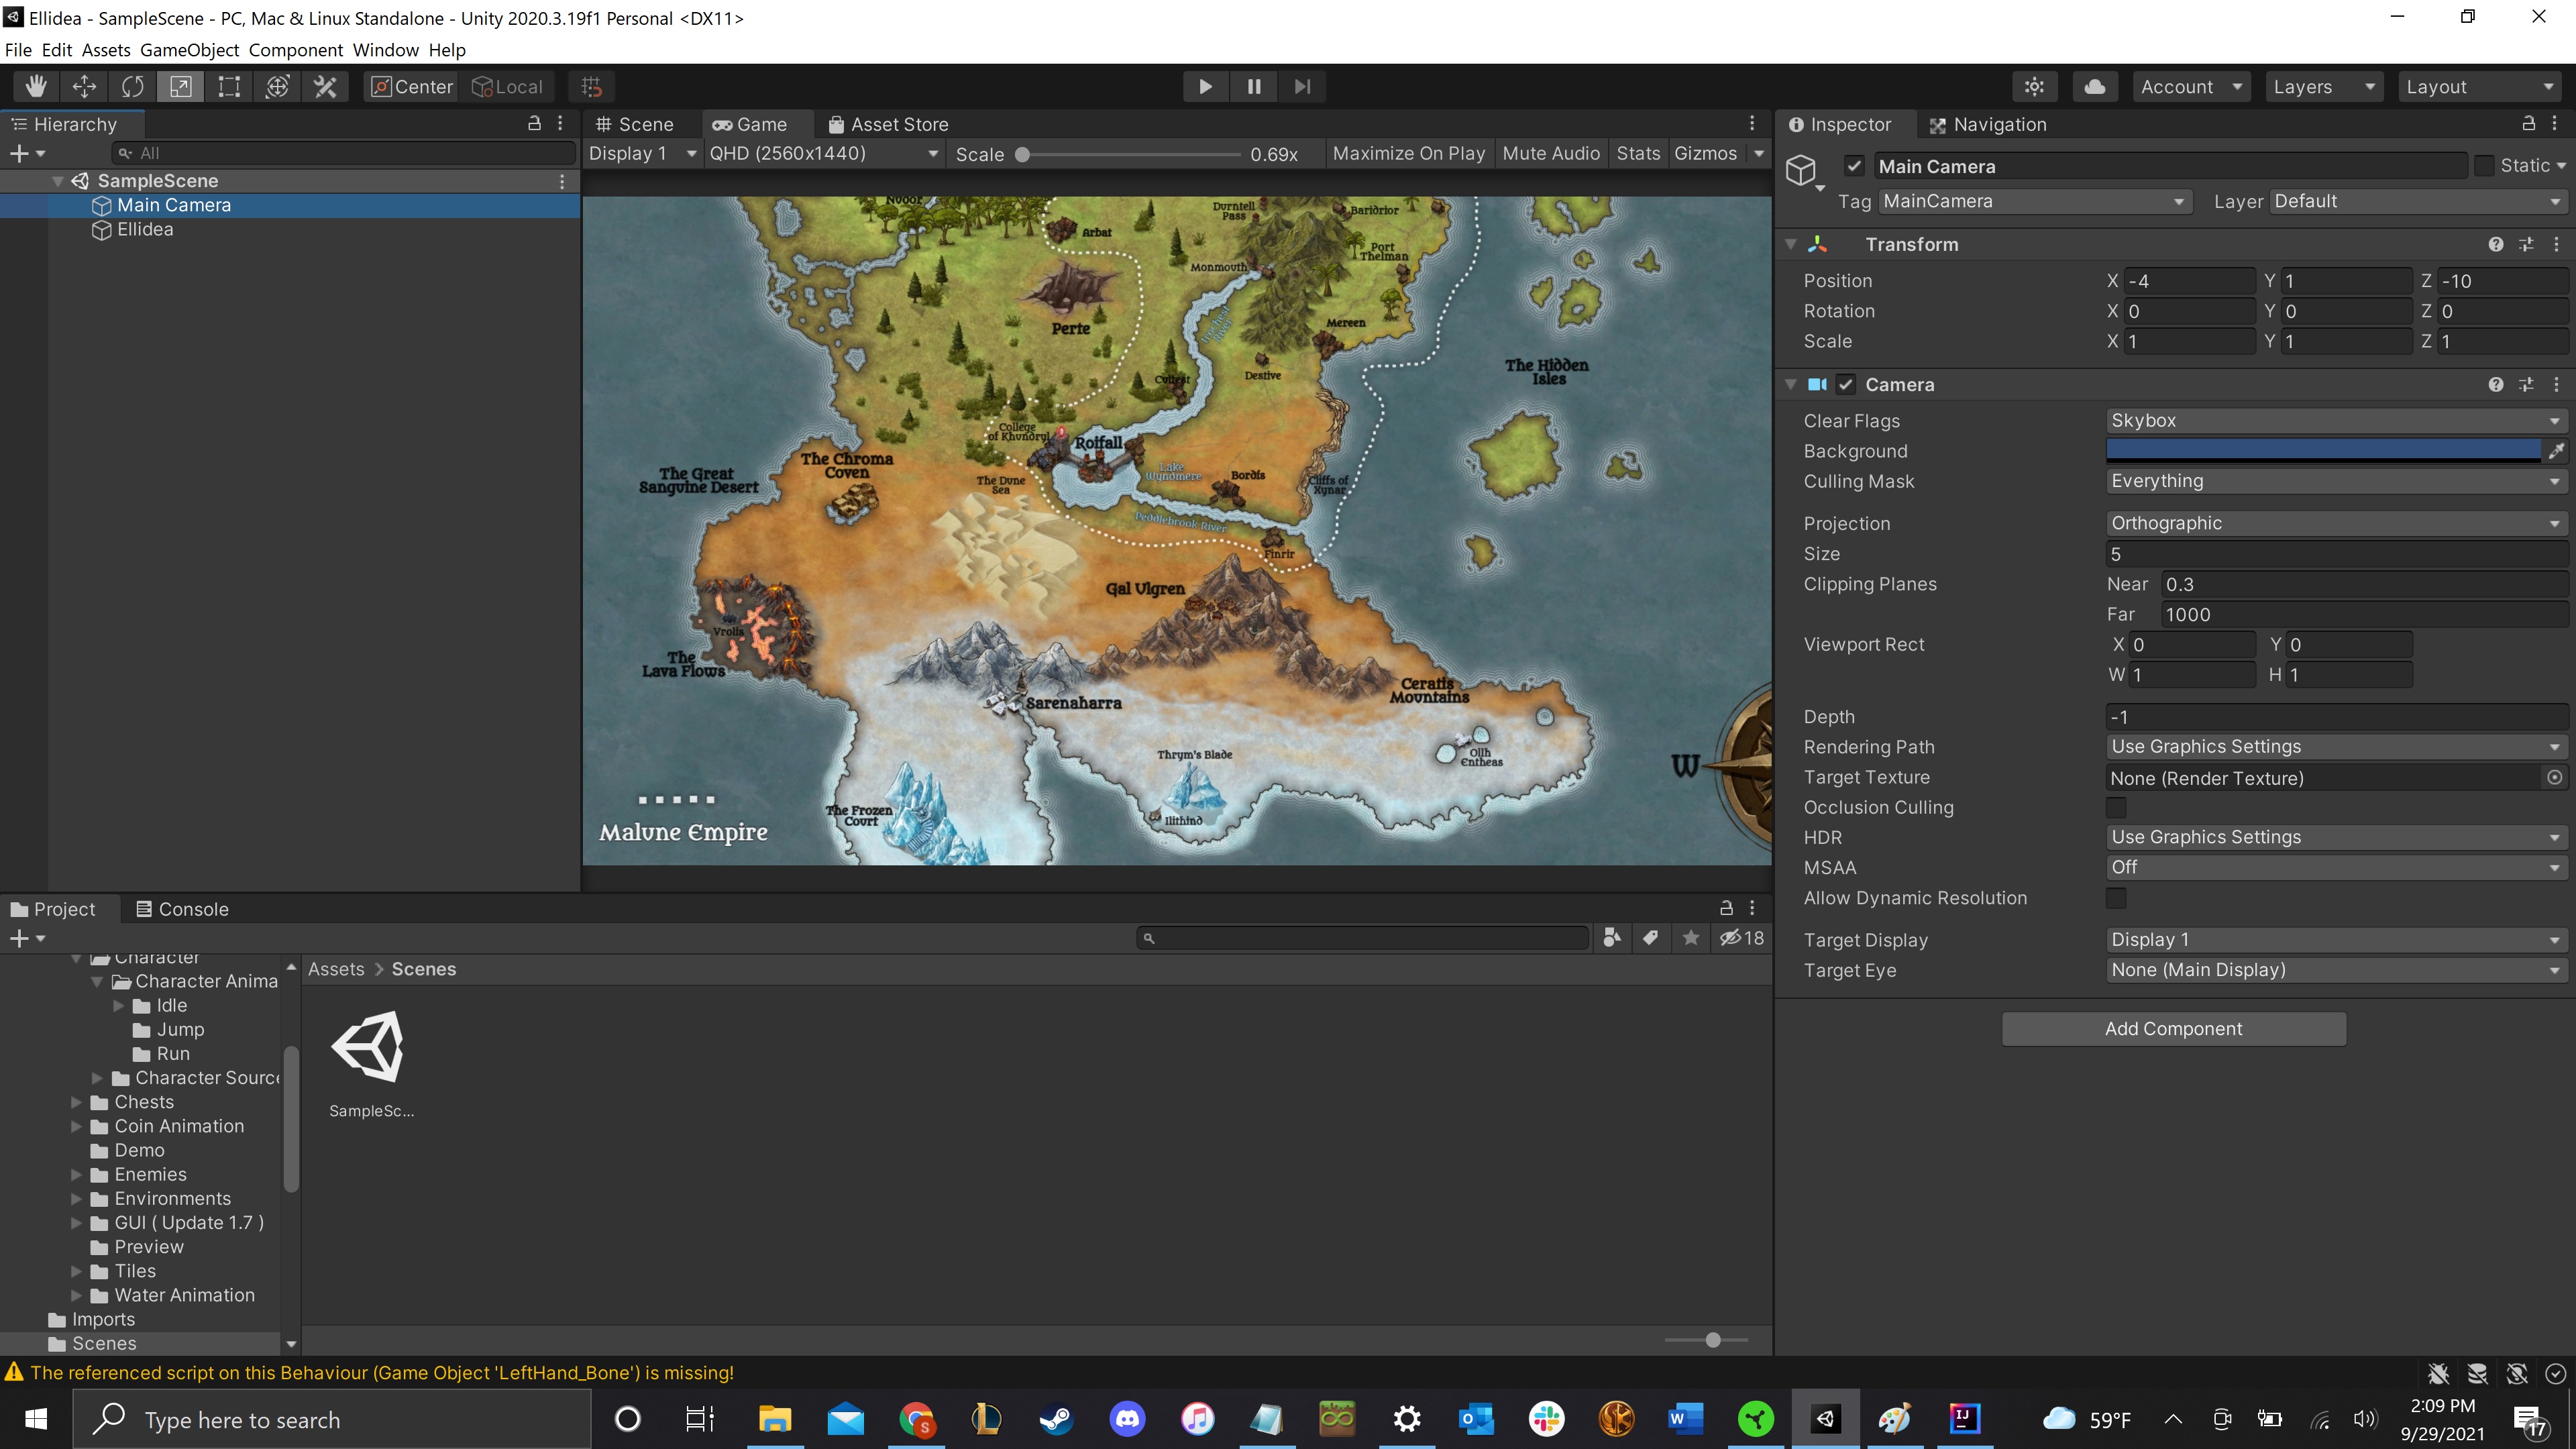 Ellidea - SampleScene - PC, Mac & Linux Standalone - Unity 2020.3.19f1 Personal <DX11>
File Edit Assets GameObject Component Window Help
Center Local
Account Layers Layout
Hierarchy
All
SampleScene
Main Camera
Ellidea
Scene Game Asset Store
Display 1 QHD (2560x1440) Scale 0.69x Maximize On Play Mute Audio Stats Gizmos
Durntell
Pass
Baridrior
Arbat
Port
Thelman
Monmouth
Perte
Mereen
The Hidden
Isles
Destive
College
of Khundryl
Roifall
The Chroma
Coven
The Great
Sanguine Desert
Lake
Wyndmere
Bordis
The Dune
Sea
Cliffs of
Xynar
Peddlebrook River
Finrir
Gal Ulgren
Vrolis
The
Lava Flows
Ceratis
Mountains
Sarenaharra
Thrym's Blade
Olih
Entheas
W
The Frozen
Court
Ilithind
Malvne Empire
Inspector Navigation
Main Camera Static
Tag MainCamera Layer Default
Transform
Position X -4 Y 1 Z -10
Rotation X 0 Y 0 Z 0
Scale X 1 Y 1 Z 1
Camera
Clear Flags Skybox
Background
Culling Mask Everything
Projection Orthographic
Size 5
Clipping Planes Near 0.3
Far 1000
Viewport Rect X 0 Y 0
W 1 H 1
Depth -1
Rendering Path Use Graphics Settings
Target Texture None (Render Texture)
Occlusion Culling
HDR Use Graphics Settings
MSAA Off
Allow Dynamic Resolution
Target Display Display 1
Target Eye None (Main Display)
Add Component
Project Console
18
Character
Character Anima
Idle
Jump
Run
Character Source
Chests
Coin Animation
Demo
Enemies
Environments
GUI ( Update 1.7 )
Preview
Tiles
Water Animation
Imports
Scenes
Assets > Scenes
SampleSc...
The referenced script on this Behaviour (Game Object 'LeftHand_Bone') is missing!
Type here to search
59°F
2:09 PM
9/29/2021
17